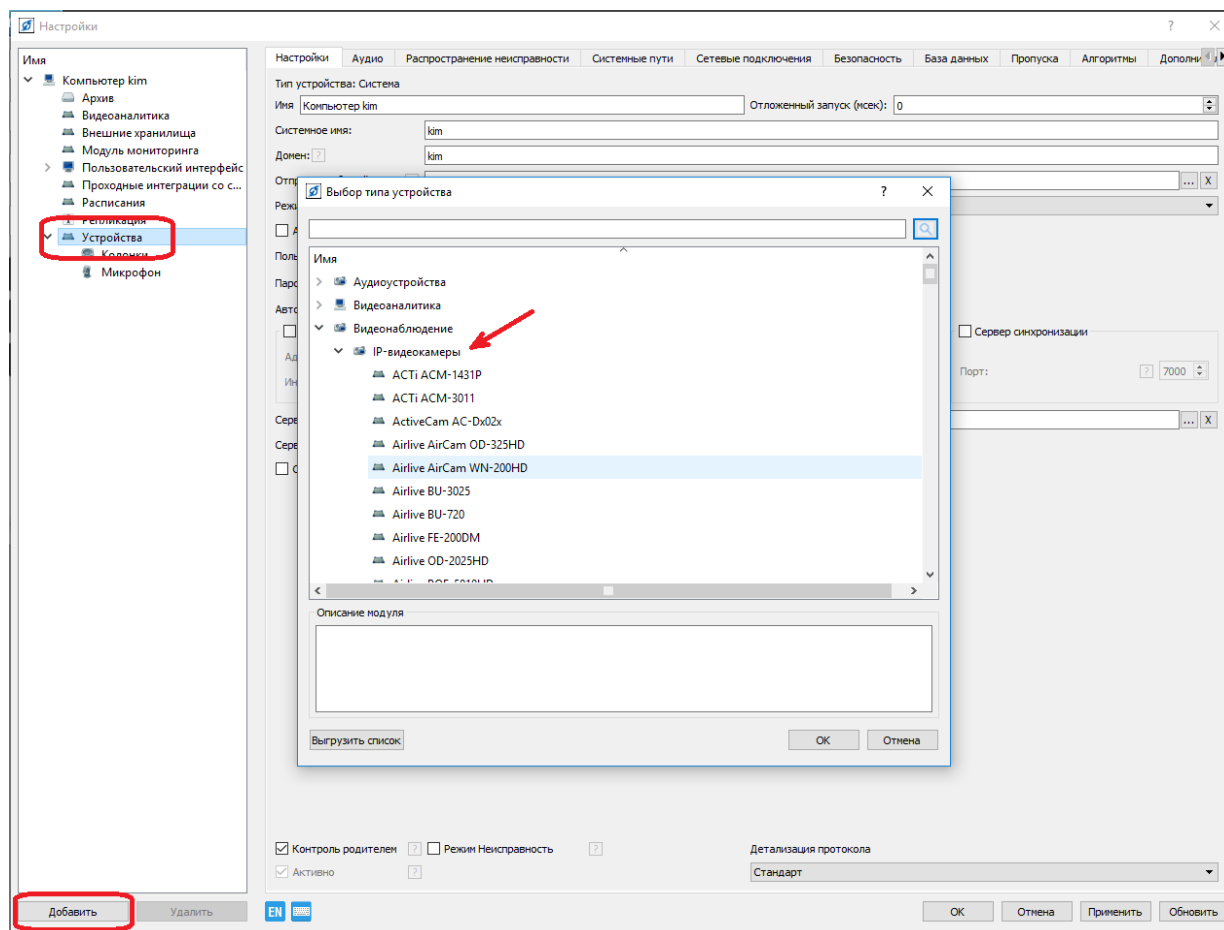 Настройки
?
Имя
Компьютер kim
Архив
Видеоаналитика
Внешние хранилища
Модуль мониторинга
Пользовательский интерфейс
Проходные интеграции со с...
Расписания
Репликация
Устройства
Колонки
Микрофон
Настройки Аудио Распространение неисправности Системные пути Сетевые подключения Безопасность База данных Пропуска Алгоритмы
Тип устройства: Система
Имя Компьютер kim Отложенный запуск (мсек): 0
Системное имя: kim
Домен: ? kim
... X
Выбор типа устройства ?
Имя
Аудиоустройства
Видеоаналитика
Видеонаблюдение
IP-видеокамеры
ACTi ACM-1431P
ACTi ACM-3011
ActiveCam AC-Dx02x
Airlive AirCam OD-325HD
Airlive AirCam WN-200HD
Airlive BU-3025
Airlive BU-720
Airlive FE-200DM
Airlive OD-2025HD
Описание модуля
Выгрузить список OK Отмена
Сервер синхронизации
Порт: ? 7000
... X
Контроль родителем ? Режим Неисправность ? Детализация протокола
Активно ? Стандарт
Добавить Удалить EN OK Отмена Применить Обновить